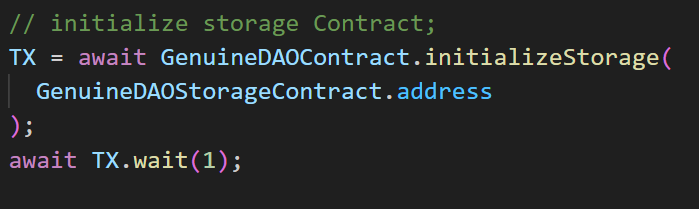 // initialize storage Contract;
TX = await GenuineDAOContract.initializeStorage(
GenuineDAOStorageContract.address
);
await TX.wait(1);